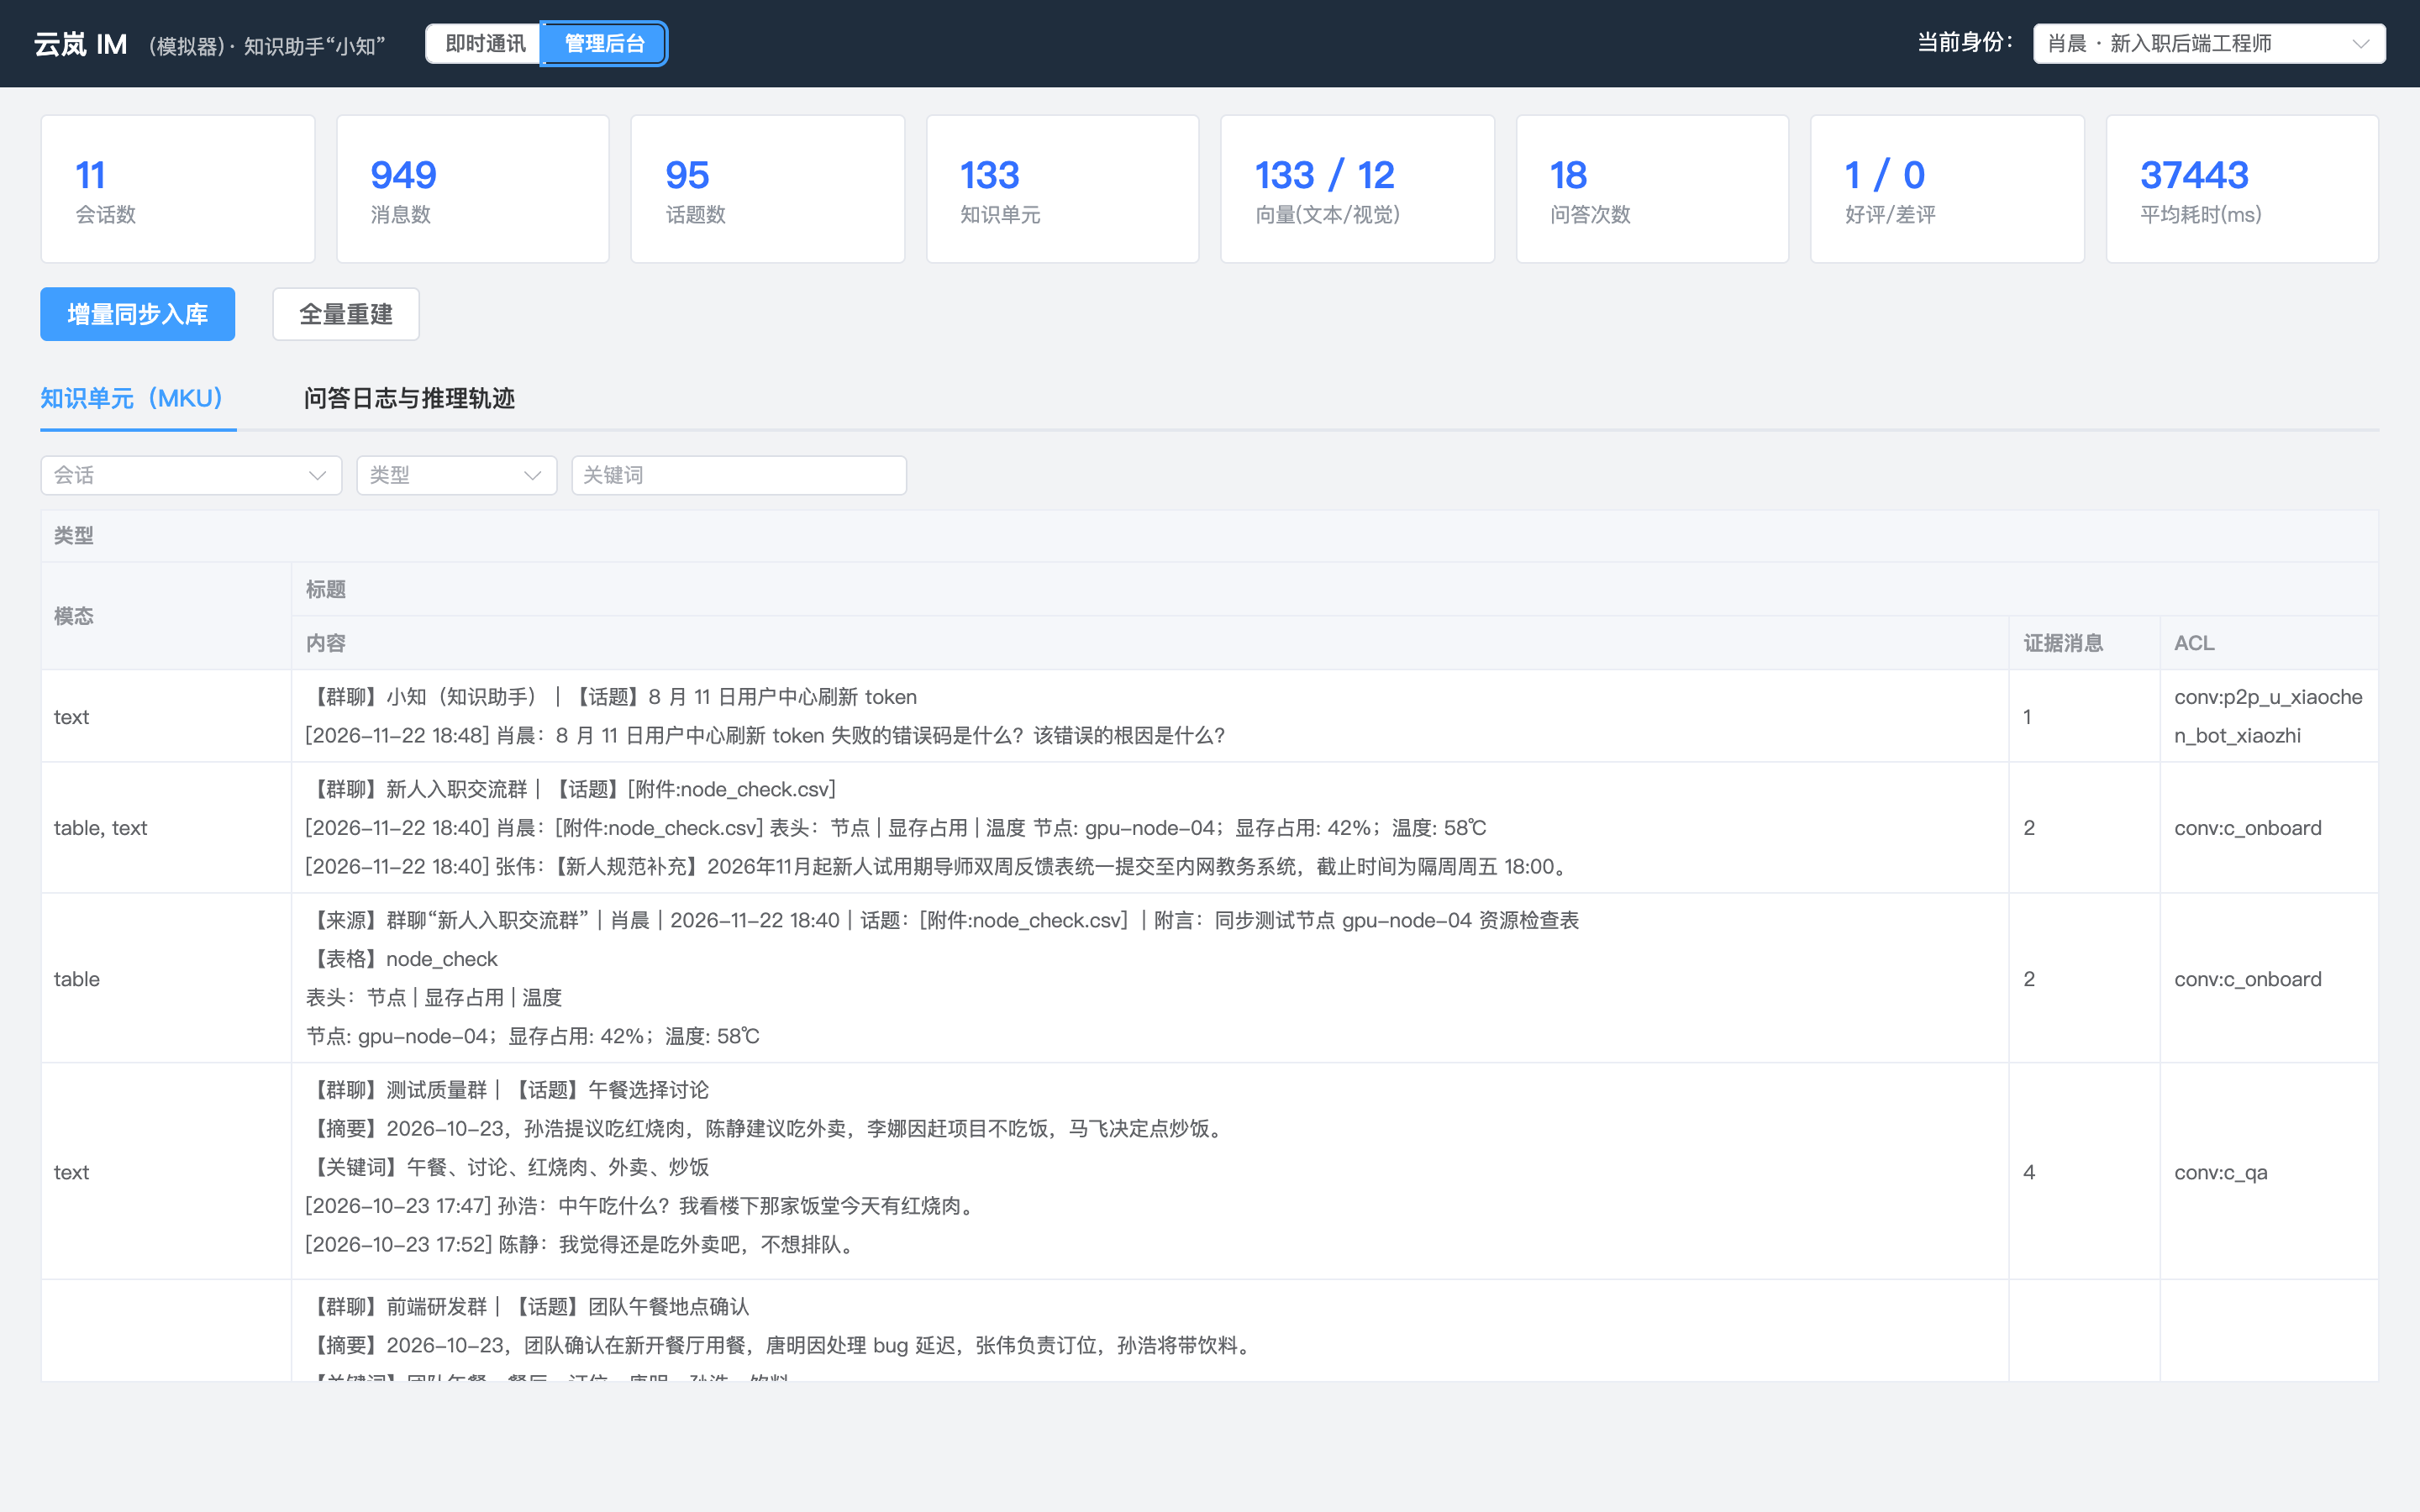 云岚 IM （模拟器）· 知识助手“小知” 即时通讯 管理后台 当前身份： 肖晨 · 新入职后端工程师
11 949 95 133 133 / 12 18 1 / 0 37443
会话数 消息数 话题数 知识单元 向量(文本/视觉) 问答次数 好评/差评 平均耗时(ms)
增量同步入库 全量重建
知识单元（MKU） 问答日志与推理轨迹
会话 类型 关键词
类型
模态
标题
内容 证据消息 ACL
text
【群聊】小知（知识助手）｜【话题】8 月 11 日用户中心刷新 token
[2026-11-22 18:48] 肖晨：8 月 11 日用户中心刷新 token 失败的错误码是什么？该错误的根因是什么？
1
conv:p2p_u_xiaoche
n_bot_xiaozhi
table, text
【群聊】新人入职交流群｜【话题】[附件:node_check.csv]
[2026-11-22 18:40] 肖晨：[附件:node_check.csv] 表头：节点 | 显存占用 | 温度 节点: gpu-node-04；显存占用: 42%；温度: 58℃
[2026-11-22 18:40] 张伟：【新人规范补充】2026年11月起新人试用期导师双周反馈表统一提交至内网教务系统，截止时间为隔周周五 18:00。
2
conv:c_onboard
table
【来源】群聊“新人入职交流群”｜肖晨｜2026-11-22 18:40｜话题：[附件:node_check.csv] ｜附言：同步测试节点 gpu-node-04 资源检查表
【表格】node_check
表头：节点 | 显存占用 | 温度
节点: gpu-node-04；显存占用: 42%；温度: 58℃
2
conv:c_onboard
text
【群聊】测试质量群｜【话题】午餐选择讨论
【摘要】2026-10-23，孙浩提议吃红烧肉，陈静建议吃外卖，李娜因赶项目不吃饭，马飞决定点炒饭。
【关键词】午餐、讨论、红烧肉、外卖、炒饭
[2026-10-23 17:47] 孙浩：中午吃什么？我看楼下那家饭堂今天有红烧肉。
[2026-10-23 17:52] 陈静：我觉得还是吃外卖吧，不想排队。
4
conv:c_qa
【群聊】前端研发群｜【话题】团队午餐地点确认
【摘要】2026-10-23，团队确认在新开餐厅用餐，唐明因处理 bug 延迟，张伟负责订位，孙浩将带饮料。
【关键词】团队午餐、餐厅、订位、唐明、孙浩、饮料